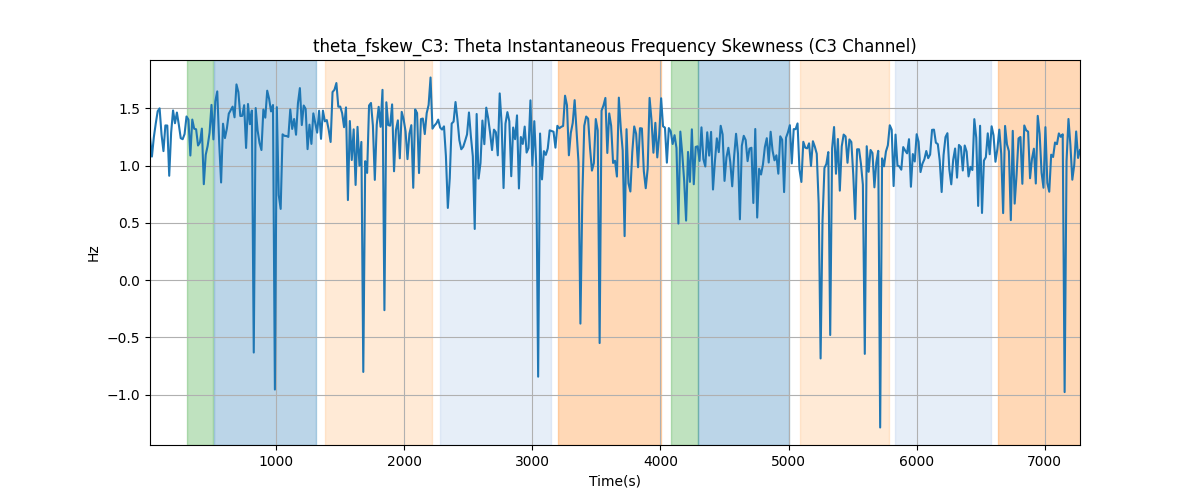 theta_fskew_C3: Theta Instantaneous Frequency Skewness (C3 Channel)
1.5
1.0
0.5
0.0
−0.5
−1.0
Hz
1000 2000 3000 4000 5000 6000 7000
Time(s)